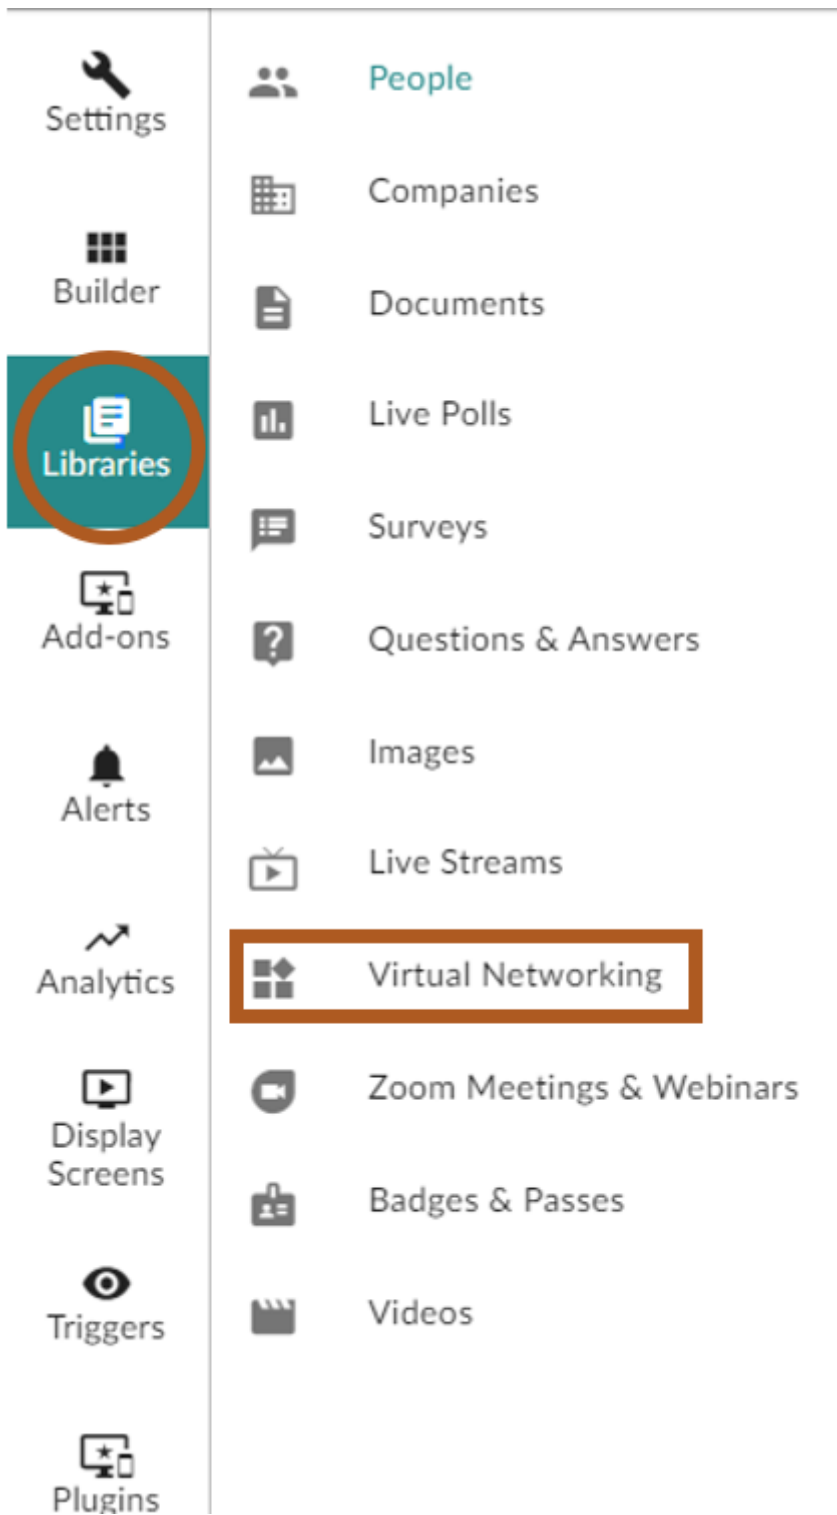 Settings
Builder
Libraries
Add-ons
Alerts
Analytics
Display
Screens
Triggers
Plugins
People
Companies
Documents
Live Polls
Surveys
Questions & Answers
Images
Live Streams
Virtual Networking
Zoom Meetings & Webinars
Badges & Passes
Videos